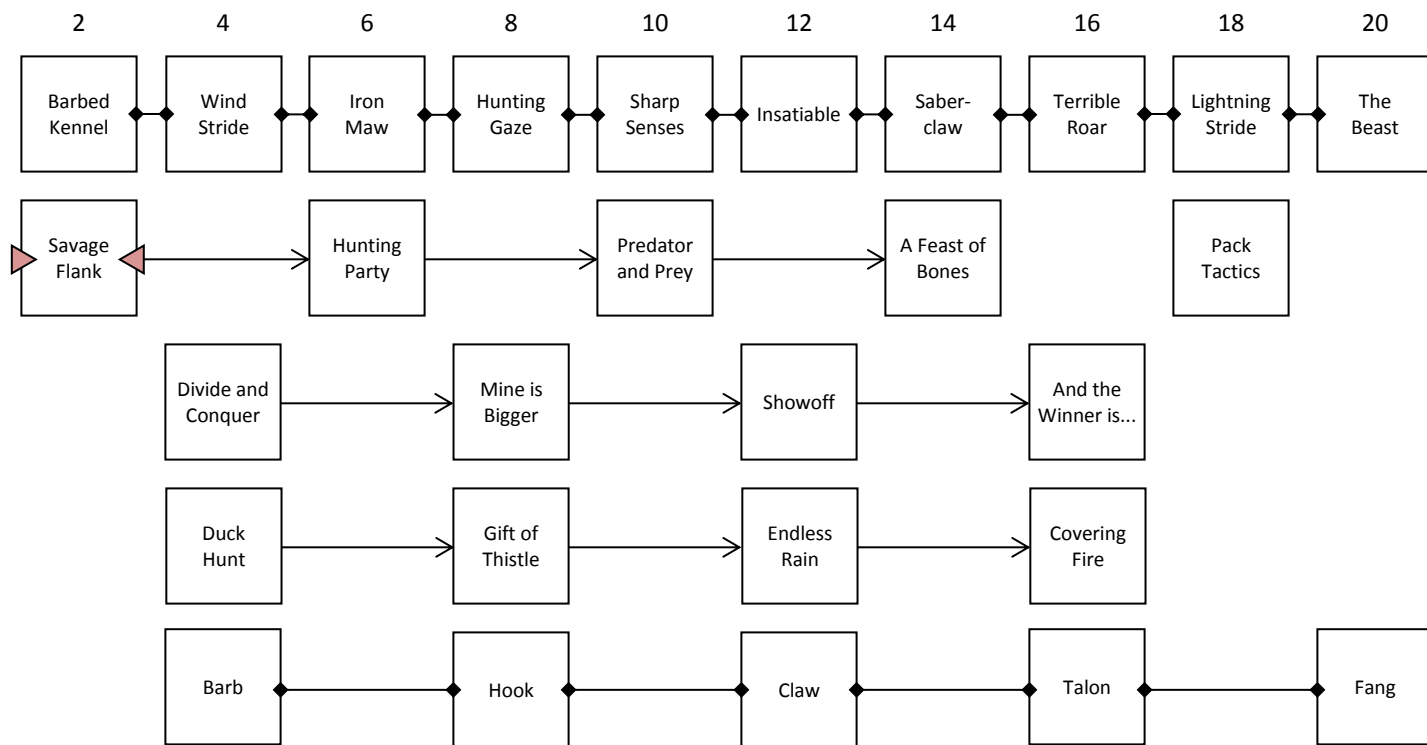 2 4 6 8 10 12 14 16 18 20
Barbed
Kennel
Wind
Stride
Iron
Maw
Hunting
Gaze
Sharp
Senses
Insatiable
Saber-
claw
Terrible
Roar
Lightning
Stride
The
Beast
Savage
Flank
Hunting
Party
Predator
and Prey
A Feast of
Bones
Pack
Tactics
Divide and
Conquer
Mine is
Bigger
Showoff
And the
Winner is...
Duck
Hunt
Gift of
Thistle
Endless
Rain
Covering
Fire
Barb
Hook
Claw
Talon
Fang